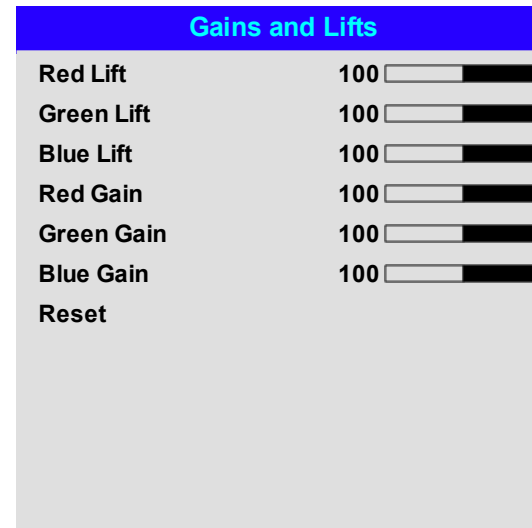 Gains and Lifts
Red Lift 100
Green Lift 100
Blue Lift 100
Red Gain 100
Green Gain 100
Blue Gain 100
Reset